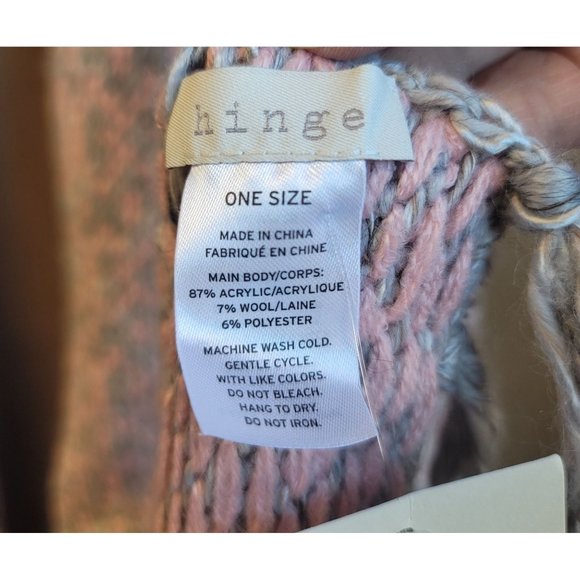 hinge
ONE SIZE
MADE IN CHINA
FABRIQUÉ EN CHINE
MAIN BODY/CORPS:
87% ACRYLIC/ACRYLIQUE
7% WOOL/LAINE
6% POLYESTER
MACHINE WASH COLD.
GENTLE CYCLE.
WITH LIKE COLORS.
DO NOT BLEACH.
HANG TO DRY.
DO NOT IRON.